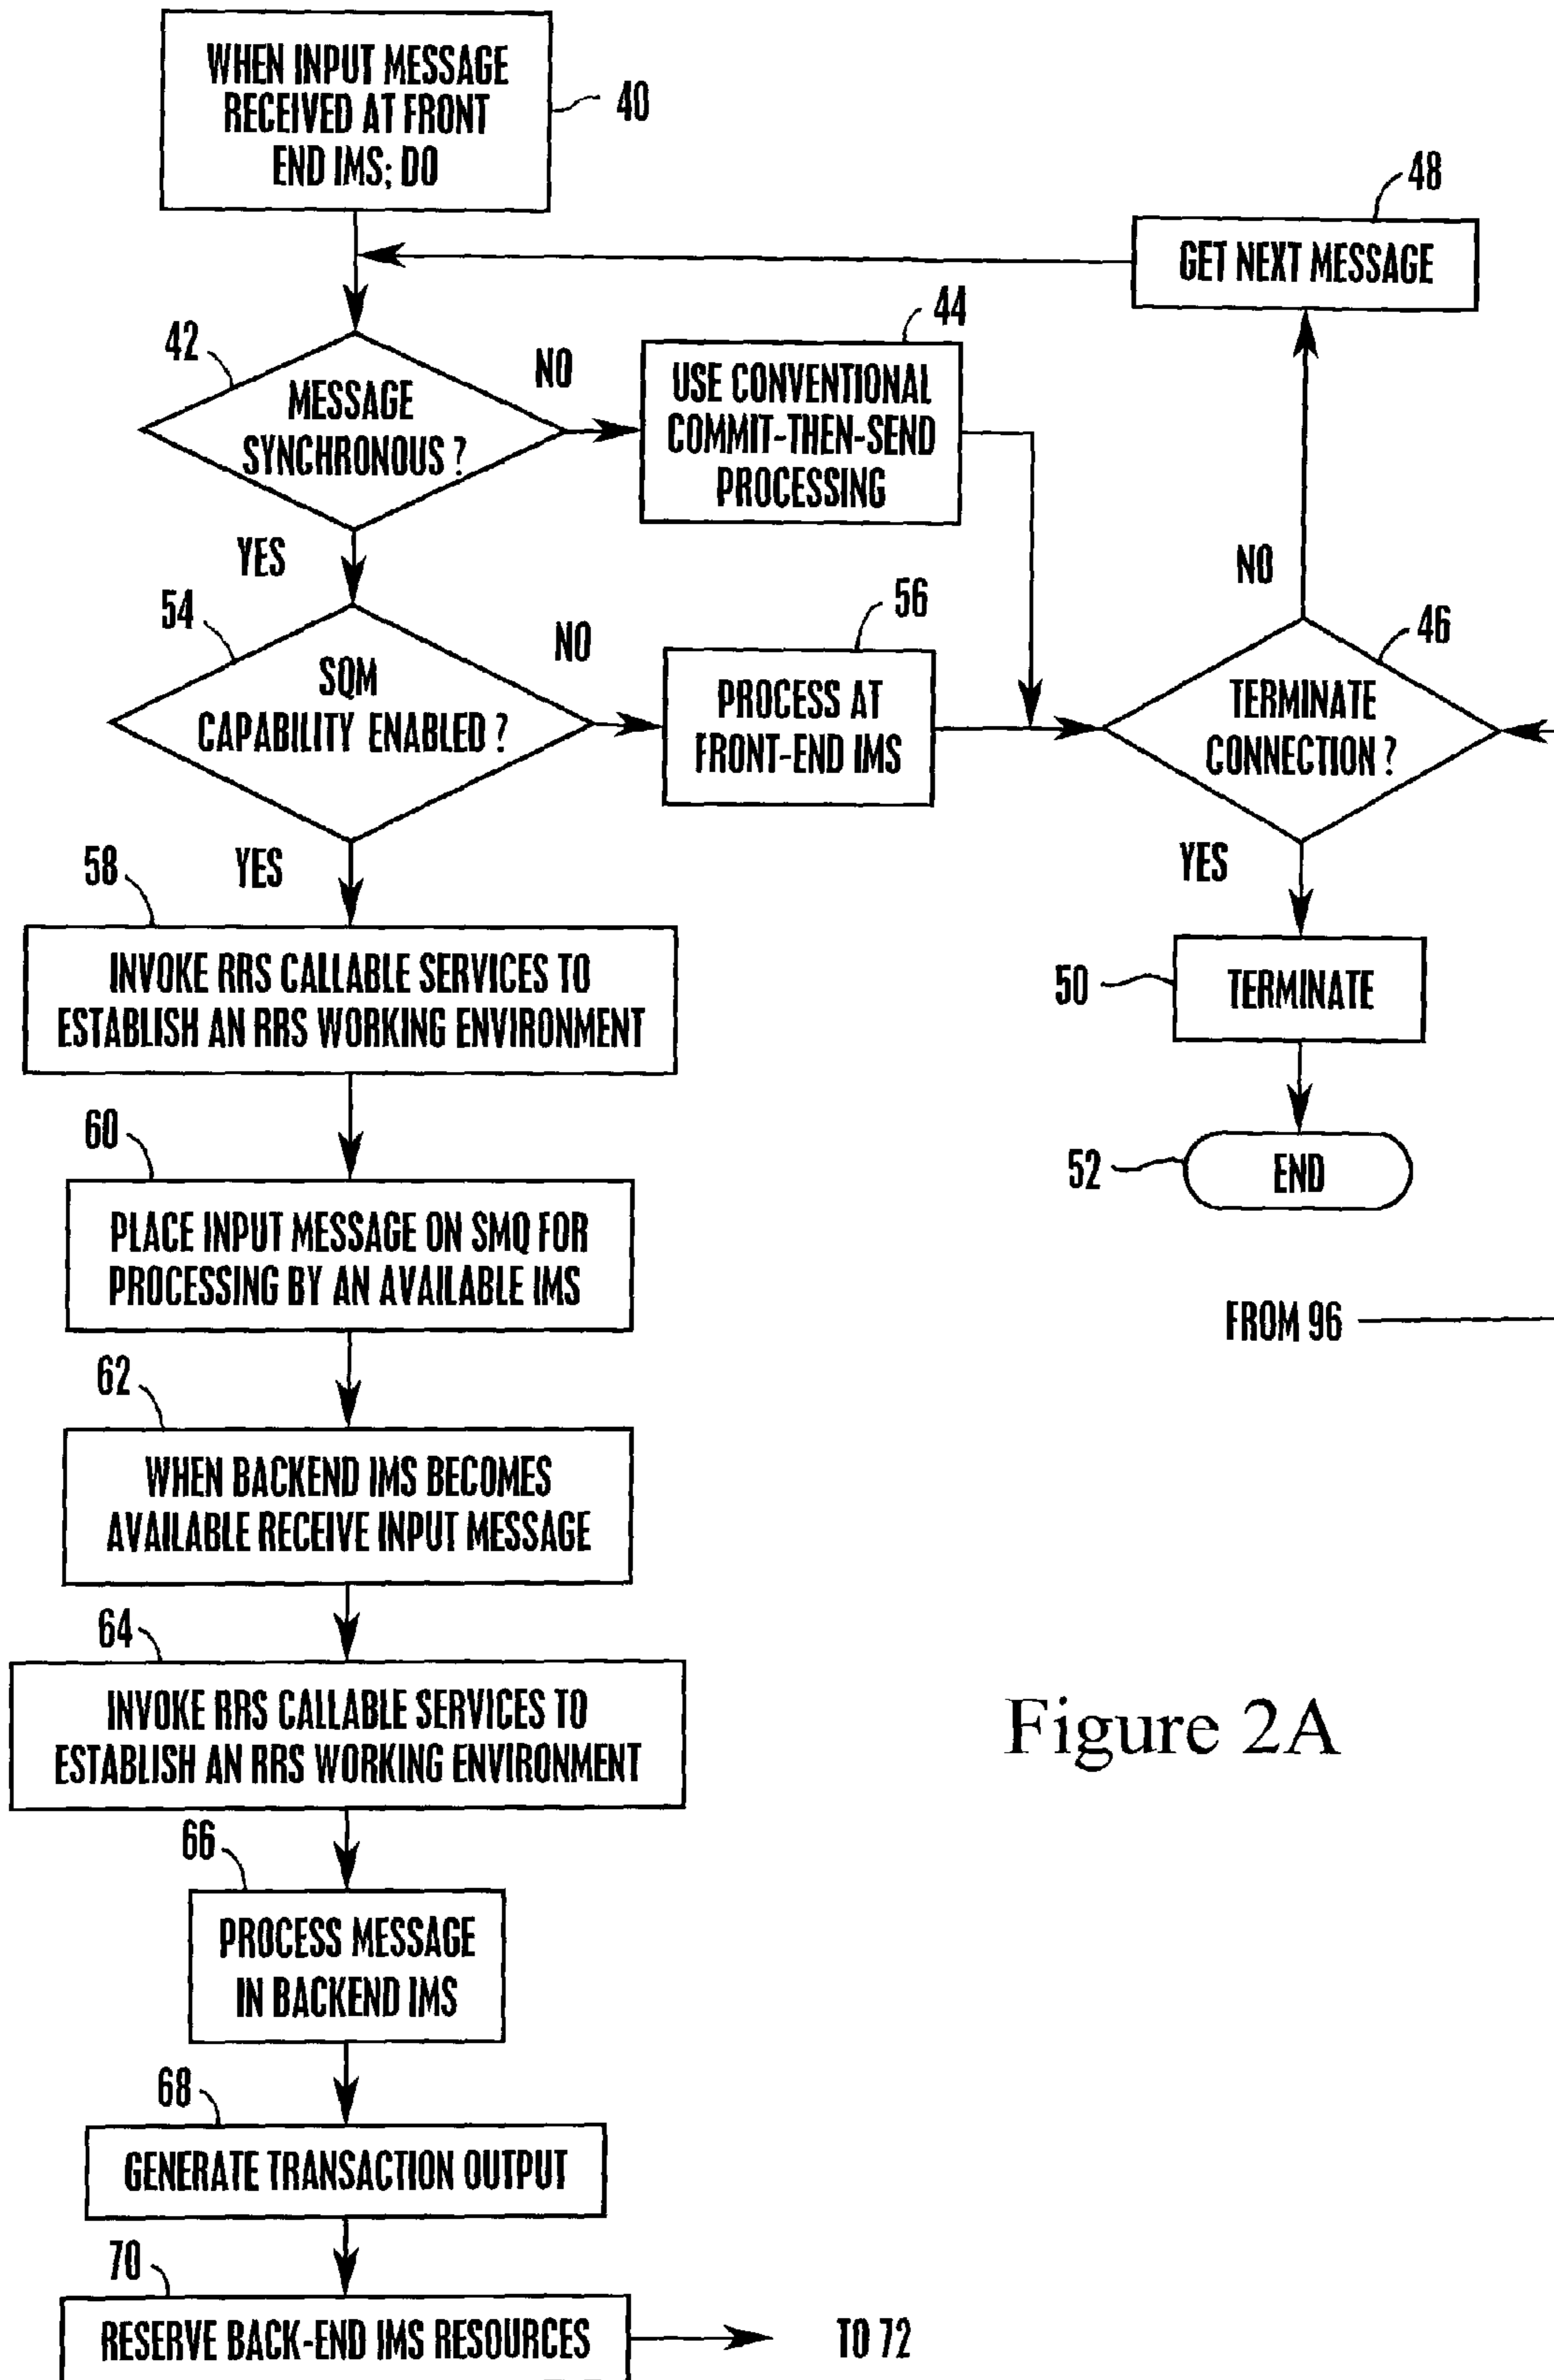 WHEN INPUT MESSAGE
RECEIVED AT FRONT
END IMS; DO
40
48
GET NEXT MESSAGE
42
MESSAGE
SYNCHRONOUS ?
NO
44
USE CONVENTIONAL
COMMIT-THEN-SEND
PROCESSING
YES
NO
54
SQM
CAPABILITY ENABLED ?
NO
56
PROCESS AT
FRONT-END IMS
46
TERMINATE
CONNECTION ?
YES
YES
58
INVOKE RRS CALLABLE SERVICES TO
ESTABLISH AN RRS WORKING ENVIRONMENT
50
TERMINATE
60
52
END
PLACE INPUT MESSAGE ON SMQ FOR
PROCESSING BY AN AVAILABLE IMS
FROM 96
62
WHEN BACKEND IMS BECOMES
AVAILABLE RECEIVE INPUT MESSAGE
64
INVOKE RRS CALLABLE SERVICES TO
ESTABLISH AN RRS WORKING ENVIRONMENT
Figure 2A
66
PROCESS MESSAGE
IN BACKEND IMS
68
GENERATE TRANSACTION OUTPUT
70
RESERVE BACK-END IMS RESOURCES
TO 72